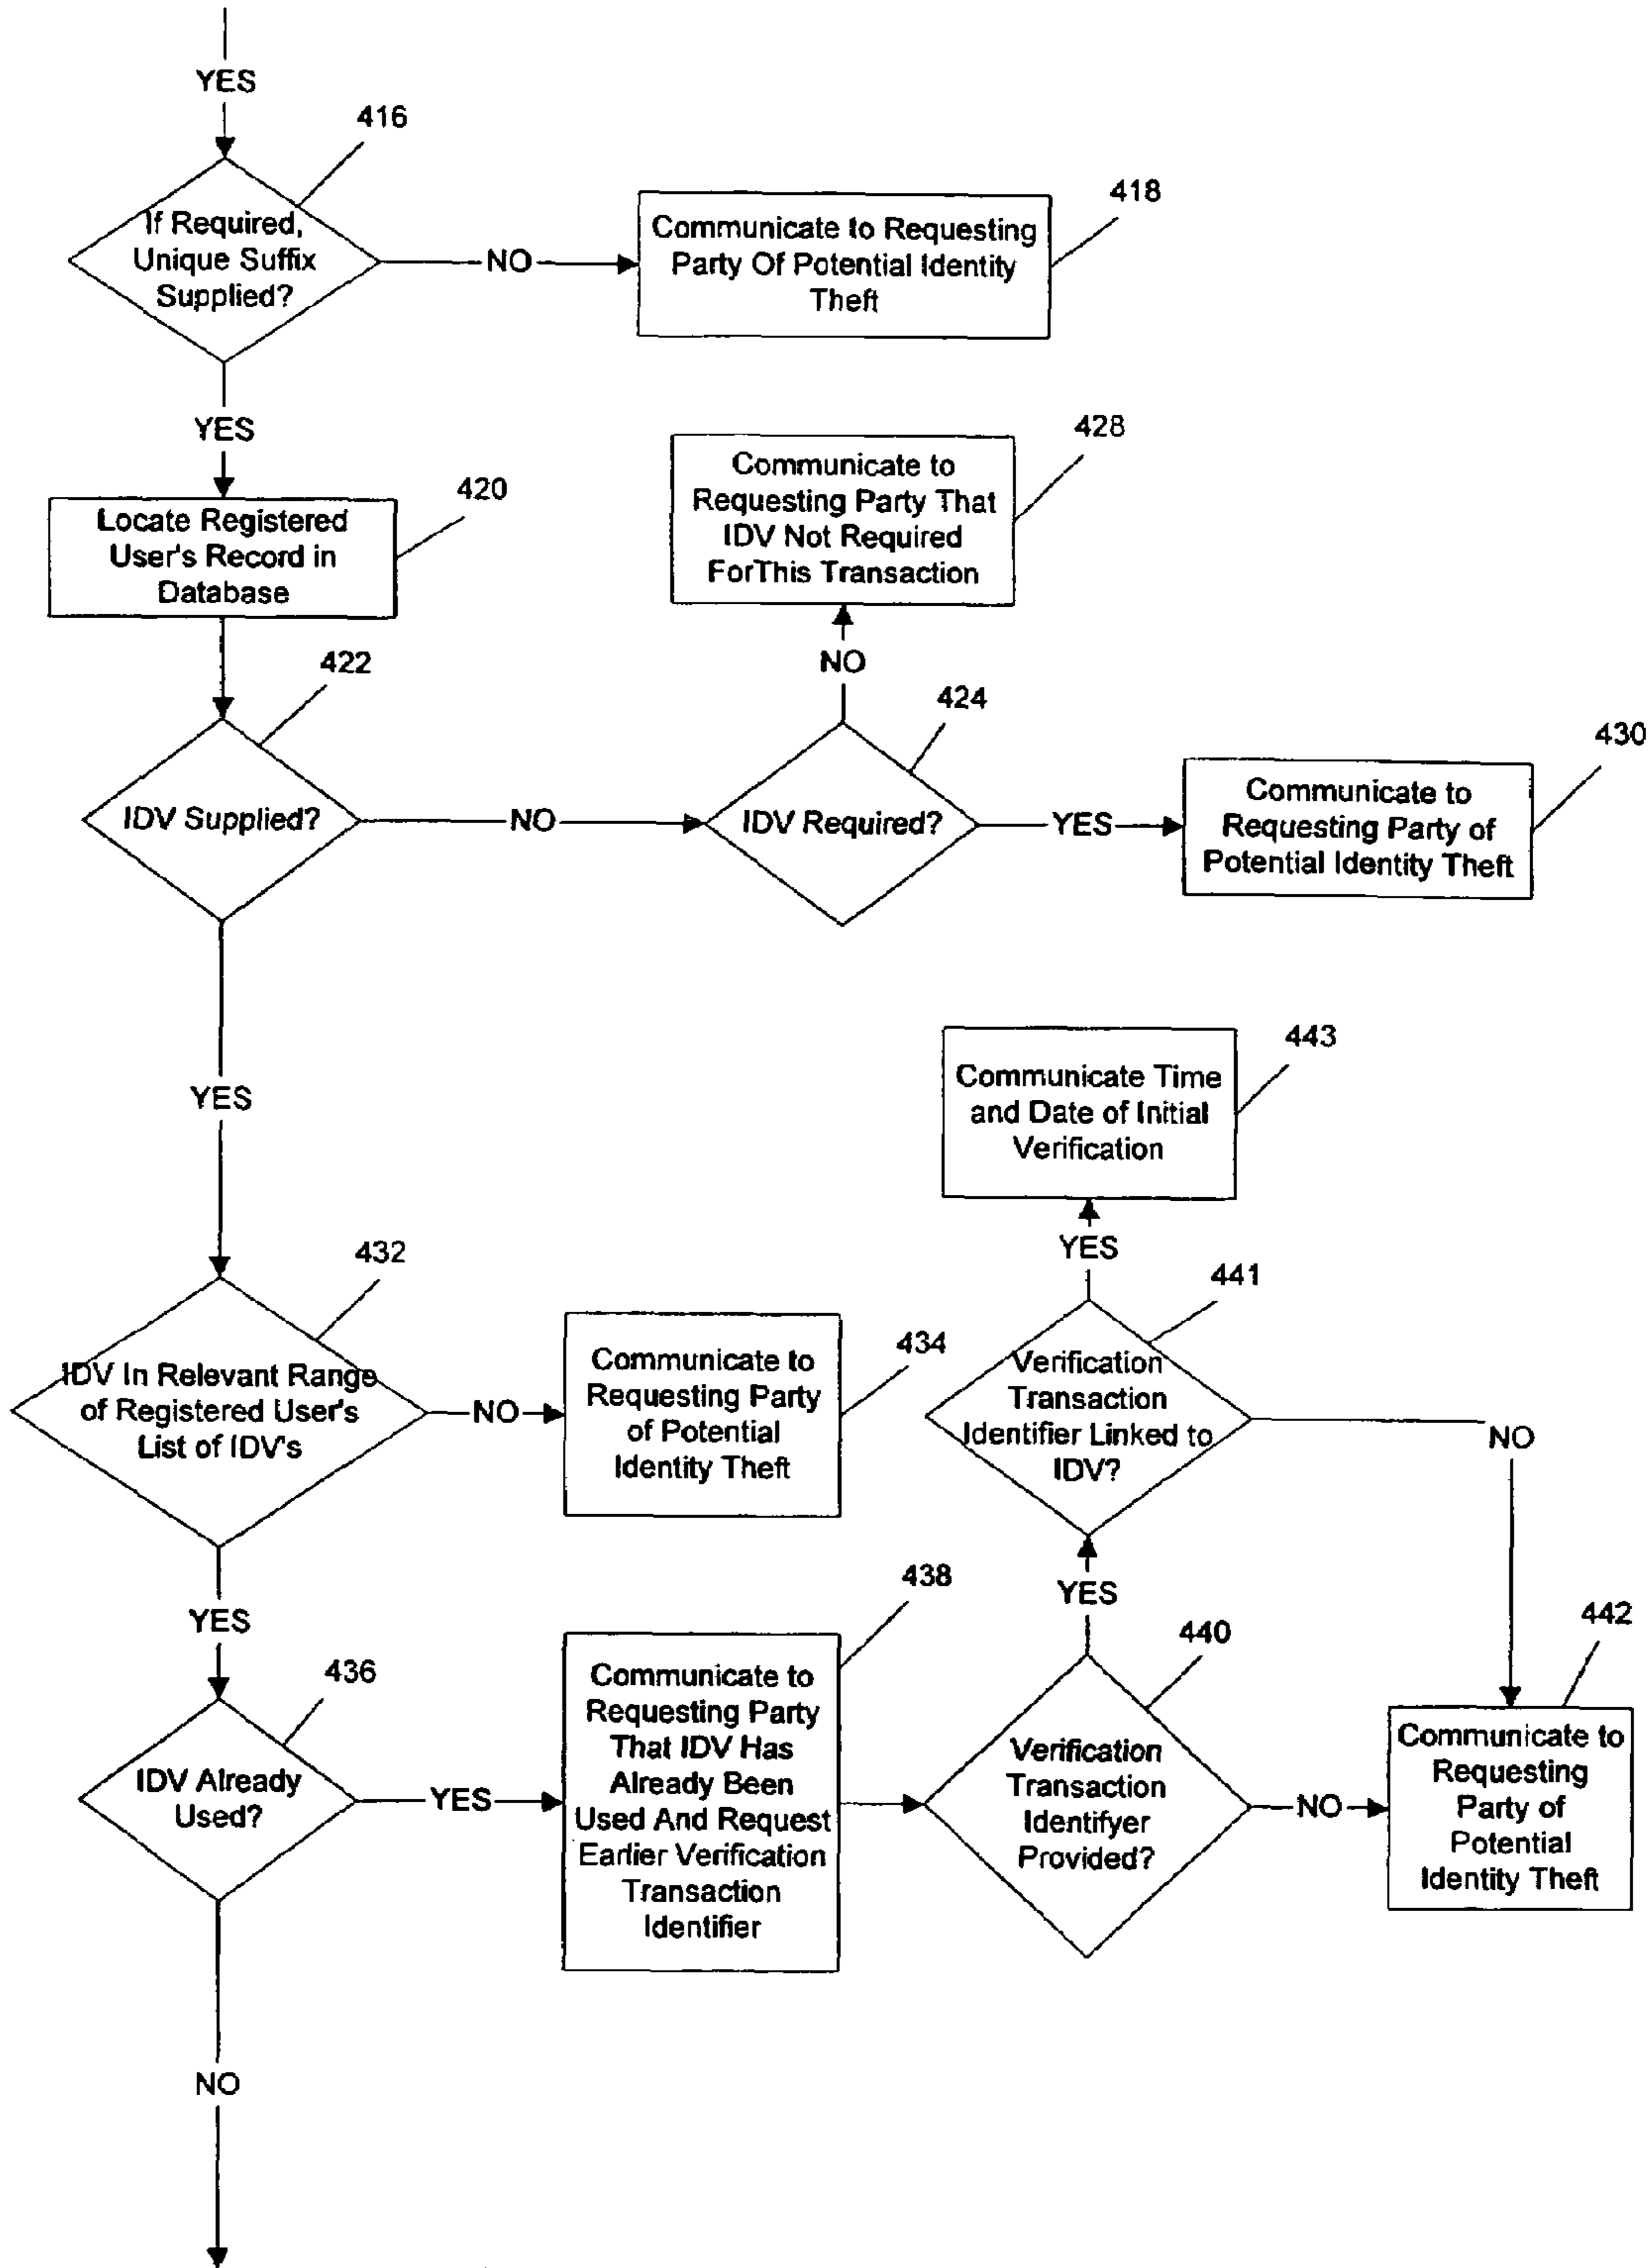 YES
416
If Required,
Unique Suffix
Supplied?
NO
418
Communicate to Requesting
Party Of Potential Identity
Theft
YES
420
Locate Registered
User's Record in
Database
428
Communicate to
Requesting Party That
IDV Not Required
ForThis Transaction
NO
422
IDV Supplied?
NO
424
IDV Required?
YES
430
Communicate to
Requesting Party of
Potential Identity Theft
YES
443
Communicate Time
and Date of Initial
Verification
YES
432
IDV In Relevant Range
of Registered User's
List of IDV's
NO
434
Communicate to
Requesting Party
of Potential
Identity Theft
441
Verification
Transaction
Identifier Linked to
IDV?
NO
YES
YES
436
IDV Already
Used?
YES
438
Communicate to
Requesting Party
That IDV Has
Already Been
Used And Request
Earlier Verification
Transaction
Identifier
440
Verification
Transaction
Identifyer
Provided?
NO
442
Communicate to
Requesting
Party of
Potential
Identity Theft
NO